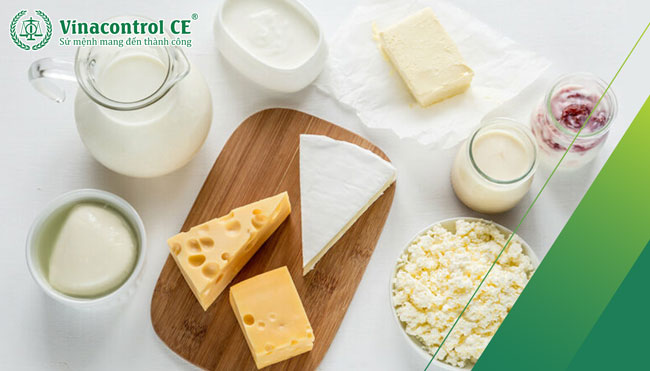 Vinacontrol CE®
Sứ mệnh mang đến thành công